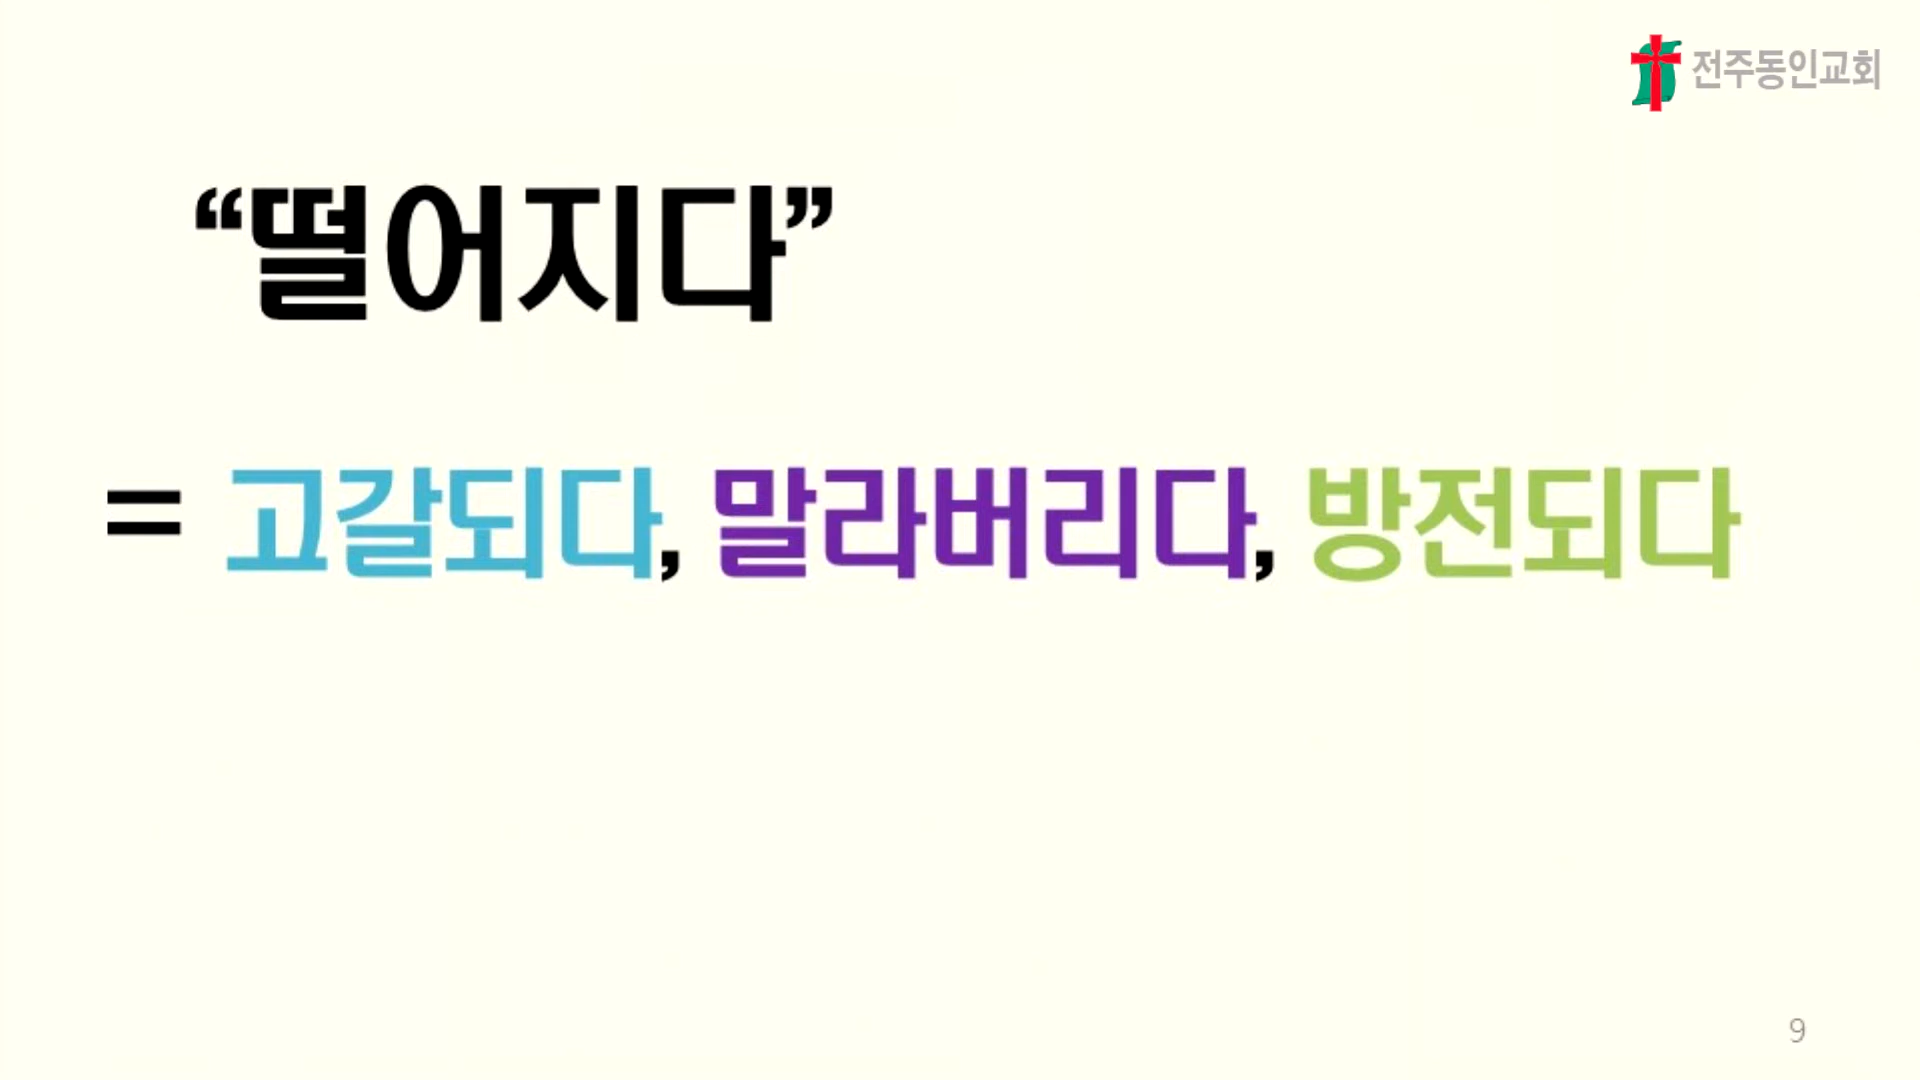 전주동인교회
“떨어지다”
= 고갈되다, 말라버리다, 방전되다
9